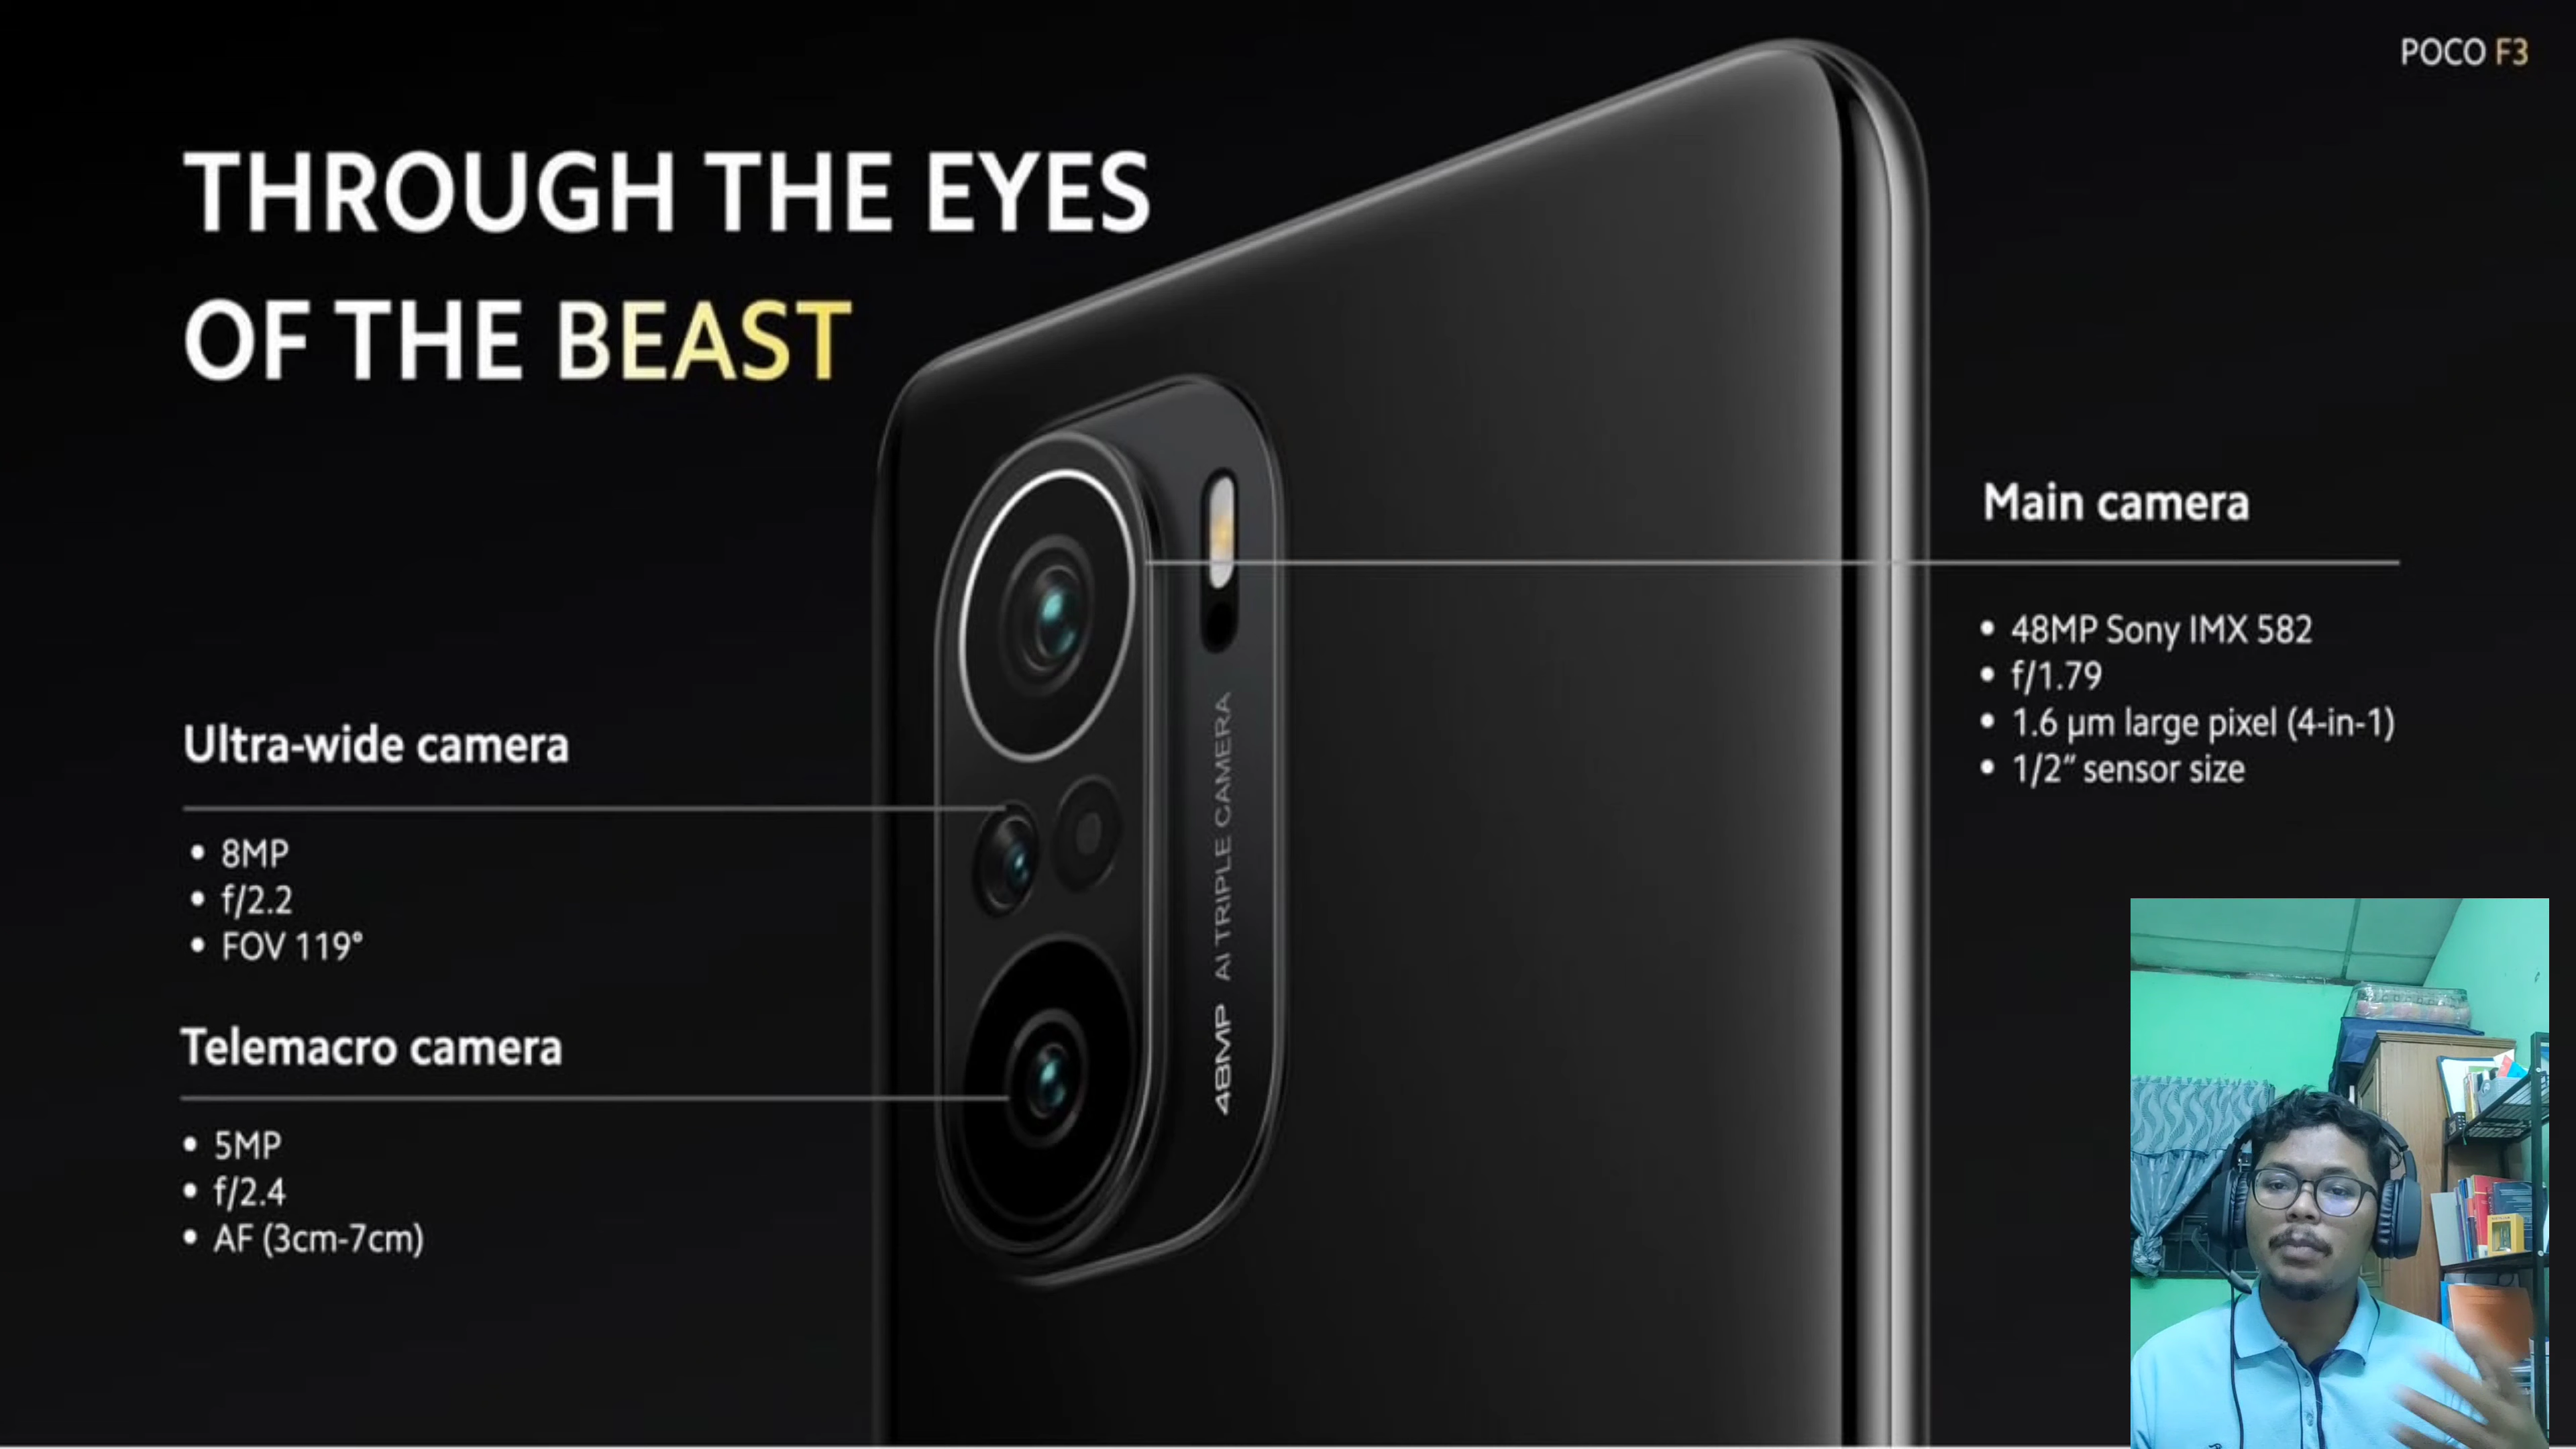 POCO F3
THROUGH THE EYES
OF THE BEAST
Main camera
• 48MP Sony IMX 582
• f/1.79
• 1.6 µm large pixel (4-in-1)
• 1/2” sensor size
Ultra-wide camera
• 8MP
• f/2.2
• FOV 119°
Telemacro camera
• 5MP
• f/2.4
• AF (3cm-7cm)
48MP AI TRIPLE CAMERA